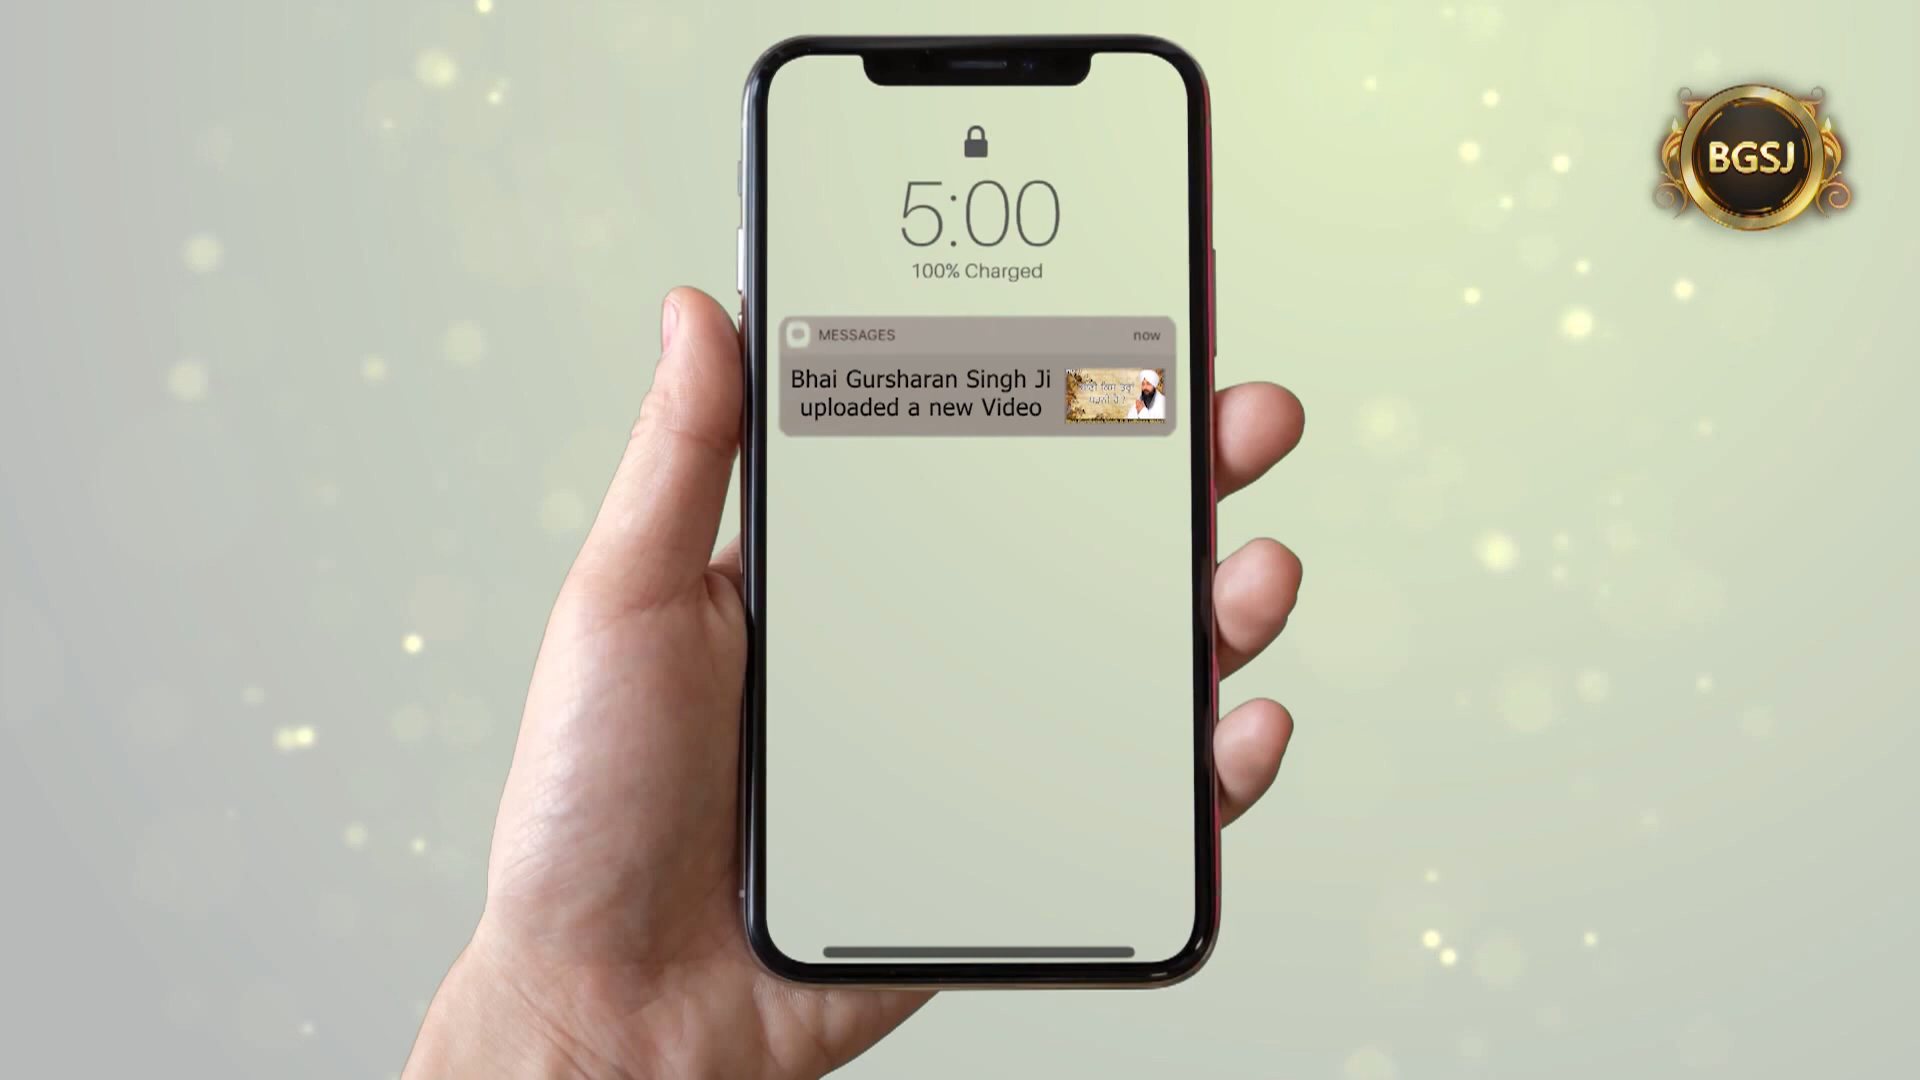 BGSJ
5:00
100% Charged
MESSAGES
now
Bhai Gursharan Singh Ji
uploaded a new Video